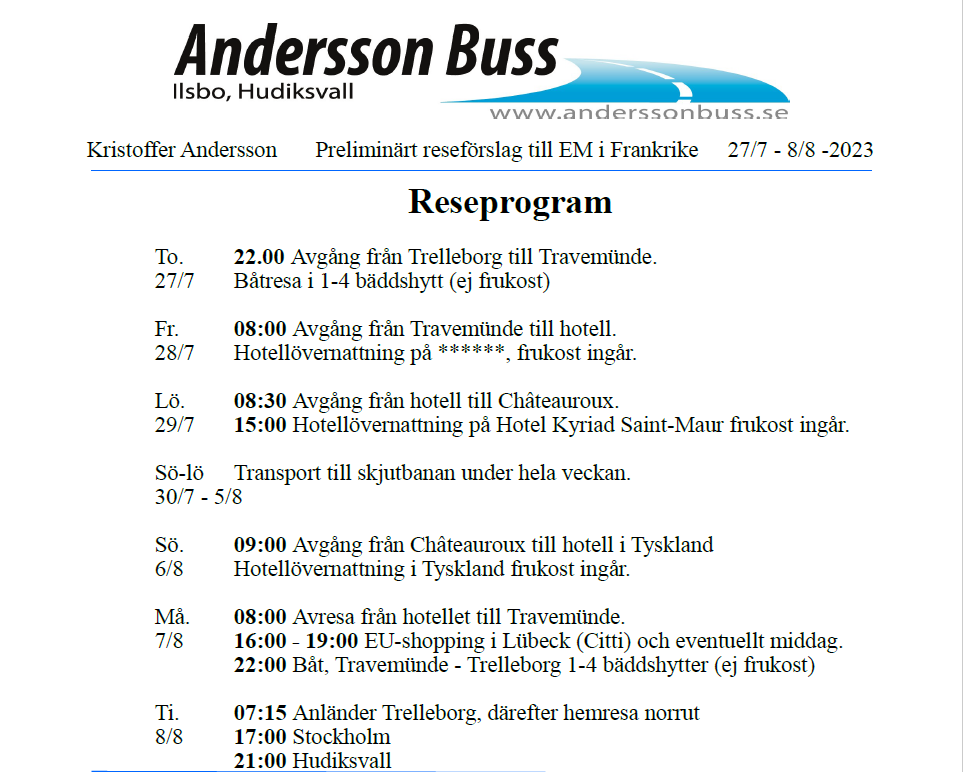 Andersson Buss
Ilsbo, Hudiksvall
www.anderssonbuss.se
Kristoffer Andersson Preliminärt reseförslag till EM i Frankrike 27/7 - 8/8 -2023
Reseprogram
To. 22.00 Avgång från Trelleborg till Travemünde.
27/7 Båtresa i 1-4 bäddshytt (ej frukost)
Fr. 08:00 Avgång från Travemünde till hotell.
28/7 Hotellövernattning på ******, frukost ingår.
Lö. 08:30 Avgång från hotell till Châteauroux.
29/7 15:00 Hotellövernattning på Hotel Kyriad Saint-Maur frukost ingår.
Sö-lö Transport till skjutbanan under hela veckan.
30/7 - 5/8
Sö. 09:00 Avgång från Châteauroux till hotell i Tyskland
6/8 Hotellövernattning i Tyskland frukost ingår.
Må. 08:00 Avresa från hotellet till Travemünde.
7/8 16:00 - 19:00 EU-shopping i Lübeck (Citti) och eventuellt middag.
22:00 Båt, Travemünde - Trelleborg 1-4 bäddshytter (ej frukost)
Ti. 07:15 Anländer Trelleborg, därefter hemresa norrut
8/8 17:00 Stockholm
21:00 Hudiksvall